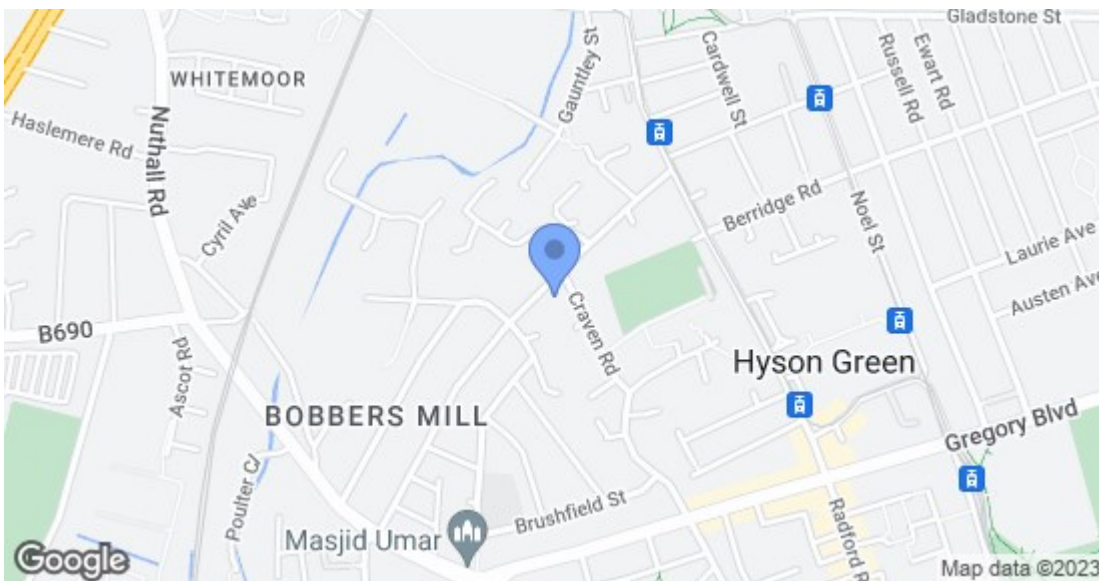 Gladstone St
WHITEMOOR
Gauntley St
Cardwell St
Russell Rd
Ewart Rd
Haslemere Rd
Nuthall Rd
Cyril Ave
Berridge Rd
Noel St
Laurie Ave
Austen Ave
B690
Ascot Rd
Craven Rd
Hyson Green
BOBBERS MILL
Gregory Blvd
Poulter Cl
Brushfield St
Masjid Umar
Radford R
Google
Map data ©2023